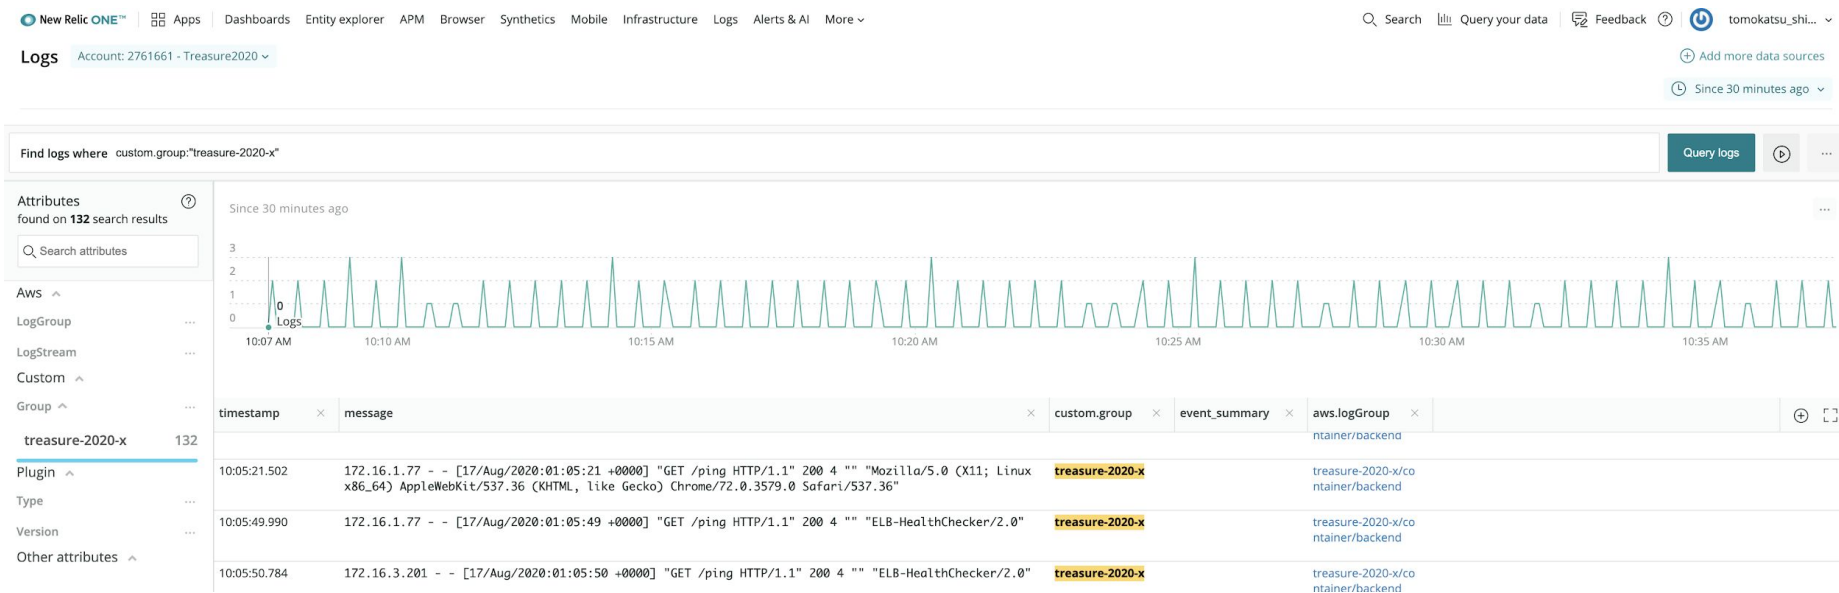 New Relic ONE™ Apps Dashboards Entity explorer APM Browser Synthetics Mobile Infrastructure Logs Alerts & AI More Search Query your data Feedback tomokatsu_shi...
Logs Account: 2761661 - Treasure2020
Add more data sources
Since 30 minutes ago
Find logs where custom.group:"treasure-2020-x"
Query logs
Attributes
found on 132 search results
Search attributes
Aws
LogGroup
LogStream
Custom
Group
treasure-2020-x 132
Plugin
Type
Version
Other attributes
Since 30 minutes ago
3
2
1
0
0
Logs
10:07 AM 10:10 AM 10:15 AM 10:20 AM 10:25 AM 10:30 AM 10:35 AM
timestamp message custom.group event_summary aws.logGroup
ntainer/backend
10:05:21.502 172.16.1.77 - - [17/Aug/2020:01:05:21 +0000] "GET /ping HTTP/1.1" 200 4 "" "Mozilla/5.0 (X11; Linux treasure-2020-x treasure-2020-x/co
x86_64) AppleWebKit/537.36 (KHTML, like Gecko) Chrome/72.0.3579.0 Safari/537.36" ntainer/backend
10:05:49.990 172.16.1.77 - - [17/Aug/2020:01:05:49 +0000] "GET /ping HTTP/1.1" 200 4 "" "ELB-HealthChecker/2.0" treasure-2020-x treasure-2020-x/co
ntainer/backend
10:05:50.784 172.16.3.201 - - [17/Aug/2020:01:05:50 +0000] "GET /ping HTTP/1.1" 200 4 "" "ELB-HealthChecker/2.0" treasure-2020-x treasure-2020-x/co
ntainer/backend